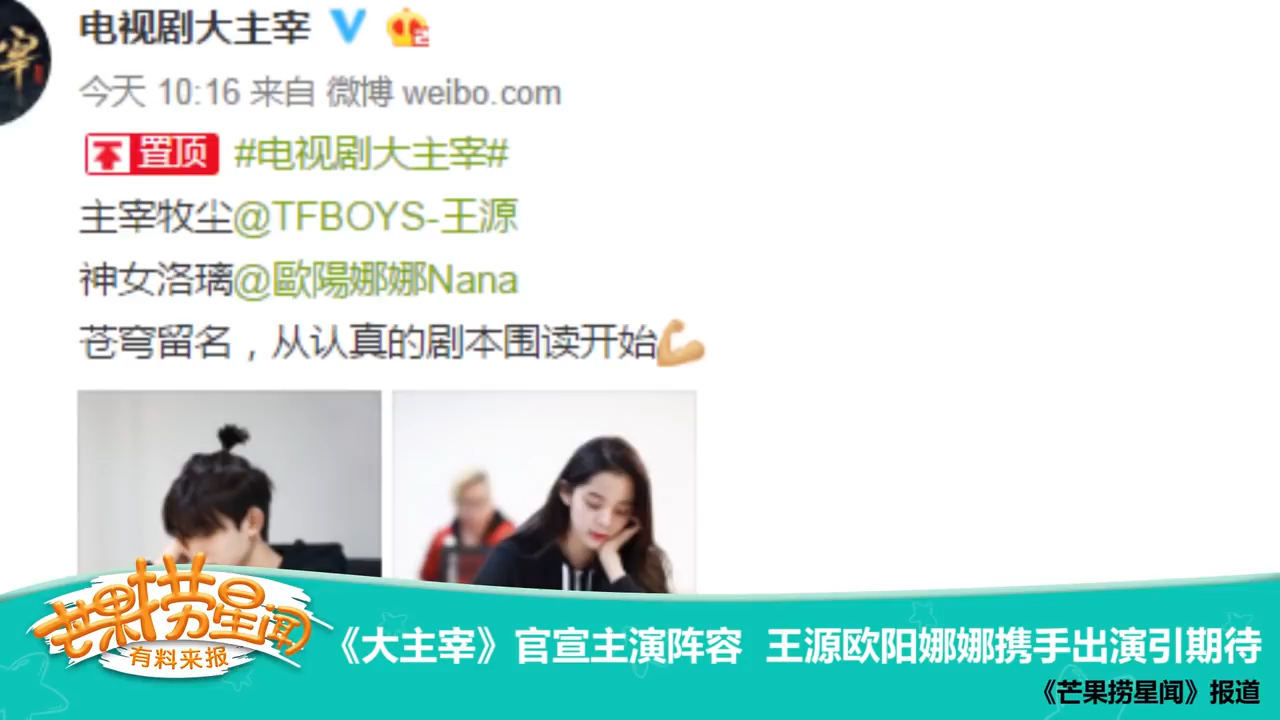 宰
电视剧大主宰
今天 10:16 来自 微博 weibo.com
置顶 #电视剧大主宰#
主宰牧尘@TFBOYS-王源
神女洛璃@歐陽娜娜Nana
苍穹留名，从认真的剧本围读开始
芒果捞星闻
有料来报
《大主宰》官宣主演阵容 王源欧阳娜娜携手出演引期待
《芒果捞星闻》报道